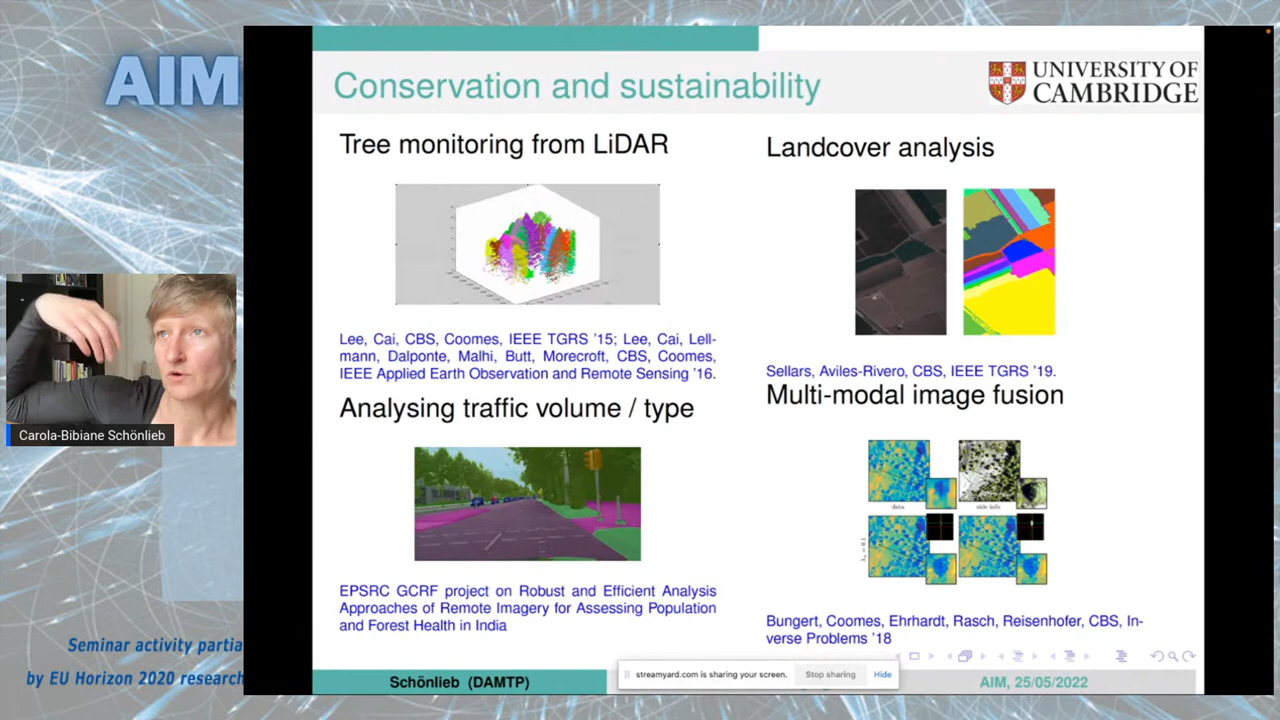 AIM
Conservation and sustainability
UNIVERSITY OF
CAMBRIDGE
Tree monitoring from LiDAR
Lee, Cai, CBS, Coomes, IEEE TGRS '15; Lee, Cai, Lell-
mann, Dalponte, Malhi, Butt, Morecroft, CBS, Coomes,
IEEE Applied Earth Observation and Remote Sensing '16.
Analysing traffic volume / type
EPSRC GCRF project on Robust and Efficient Analysis
Approaches of Remote Imagery for Assessing Population
and Forest Health in India
Landcover analysis
Sellars, Aviles-Rivero, CBS, IEEE TGRS '19.
Multi-modal image fusion
data
side info
Bungert, Coomes, Ehrhardt, Rasch, Reisenhofer, CBS, In-
verse Problems '18
Carola-Bibiane Schönlieb
Seminar activity partia
by EU Horizon 2020 research
Schönlieb (DAMTP)
streamyard.com is sharing your screen.
Stop sharing
Hide
AIM, 25/05/2022